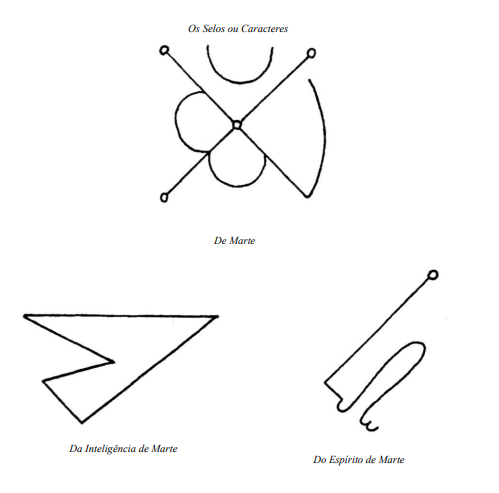 Os Selos ou Caracteres
De Marte
Da Inteligência de Marte
Do Espírito de Marte